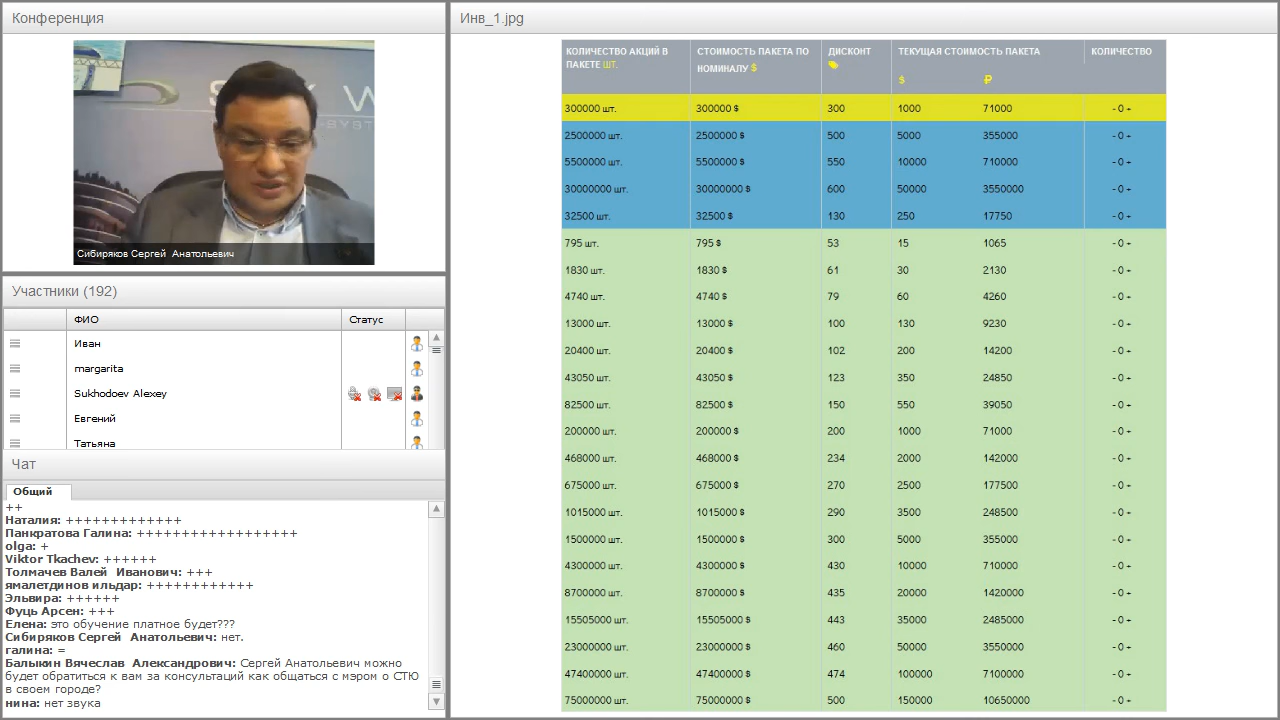 Конференция
SKY W
SYST
Сибиряков Сергей Анатольевич
Участники (192)
ФИО Статус
Иван
margarita
Sukhodoev Alexey
Евгений
Татьяна
Чат
Общий
++
Наталия: +++++++++++++
Панкратова Галина: ++++++++++++++++++
olga: +
Viktor Tkachev: ++++++
Толмачев Валей Иванович: +++
ямалетдинов ильдар: ++++++++++++
Эльвира: ++++++
Фуць Арсен: +++
Елена: это обучение платное будет???
Сибиряков Сергей Анатольевич: нет.
галина: =
Балыкин Вячеслав Александрович: Сергей Анатольевич можно
будет обратиться к вам за консультаций как общаться с мэром о СТЮ
в своем городе?
нина: нет звука
Инв_1.jpg
КОЛИЧЕСТВО АКЦИЙ В ПАКЕТЕ ШТ. СТОИМОСТЬ ПАКЕТА ПО НОМИНАЛУ $ ДИСКОНТ ТЕКУЩАЯ СТОИМОСТЬ ПАКЕТА КОЛИЧЕСТВО
$ ₽
300000 шт. 300000 $ 300 1000 71000 - 0 +
2500000 шт. 2500000 $ 500 5000 355000 - 0 +
5500000 шт. 5500000 $ 550 10000 710000 - 0 +
30000000 шт. 30000000 $ 600 50000 3550000 - 0 +
32500 шт. 32500 $ 130 250 17750 - 0 +
795 шт. 795 $ 53 15 1065 - 0 +
1830 шт. 1830 $ 61 30 2130 - 0 +
4740 шт. 4740 $ 79 60 4260 - 0 +
13000 шт. 13000 $ 100 130 9230 - 0 +
20400 шт. 20400 $ 102 200 14200 - 0 +
43050 шт. 43050 $ 123 350 24850 - 0 +
82500 шт. 82500 $ 150 550 39050 - 0 +
200000 шт. 200000 $ 200 1000 71000 - 0 +
468000 шт. 468000 $ 234 2000 142000 - 0 +
675000 шт. 675000 $ 270 2500 177500 - 0 +
1015000 шт. 1015000 $ 290 3500 248500 - 0 +
1500000 шт. 1500000 $ 300 5000 355000 - 0 +
4300000 шт. 4300000 $ 430 10000 710000 - 0 +
8700000 шт. 8700000 $ 435 20000 1420000 - 0 +
15505000 шт. 15505000 $ 443 35000 2485000 - 0 +
23000000 шт. 23000000 $ 460 50000 3550000 - 0 +
47400000 шт. 47400000 $ 474 100000 7100000 - 0 +
75000000 шт. 75000000 $ 500 150000 10650000 - 0 +